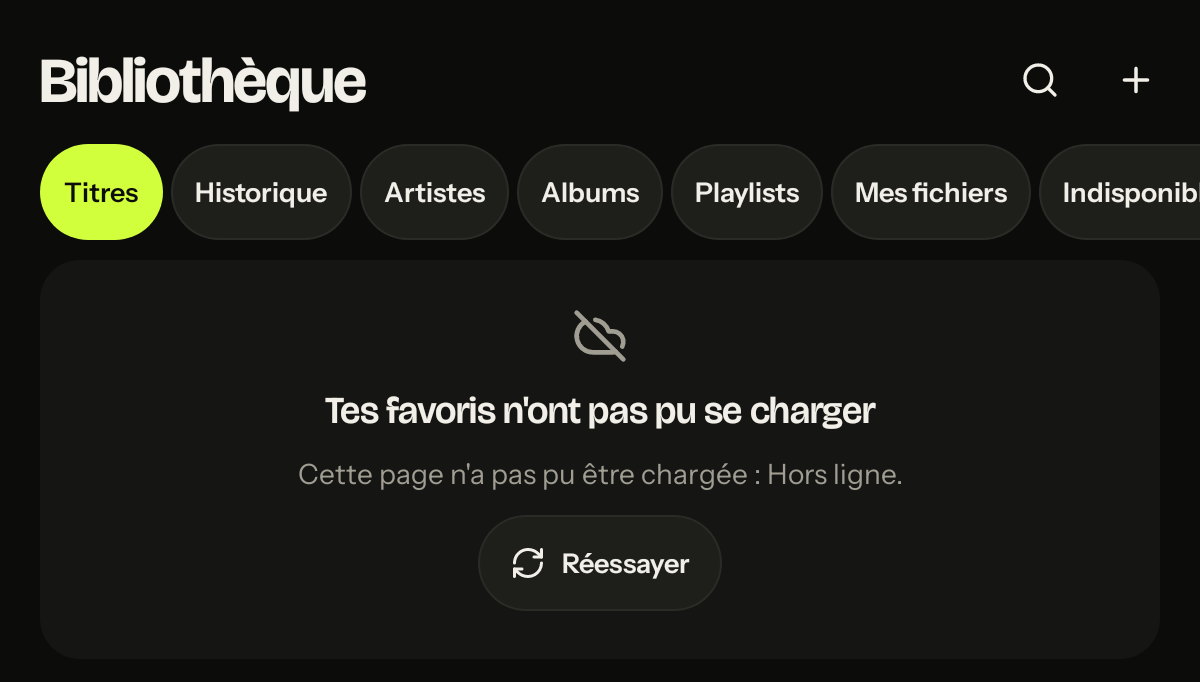 Bibliothèque
Titres Historique Artistes Albums Playlists Mes fichiers
Tes favoris n'ont pas pu se charger
Cette page n'a pas pu être chargée : Hors ligne.
Réessayer